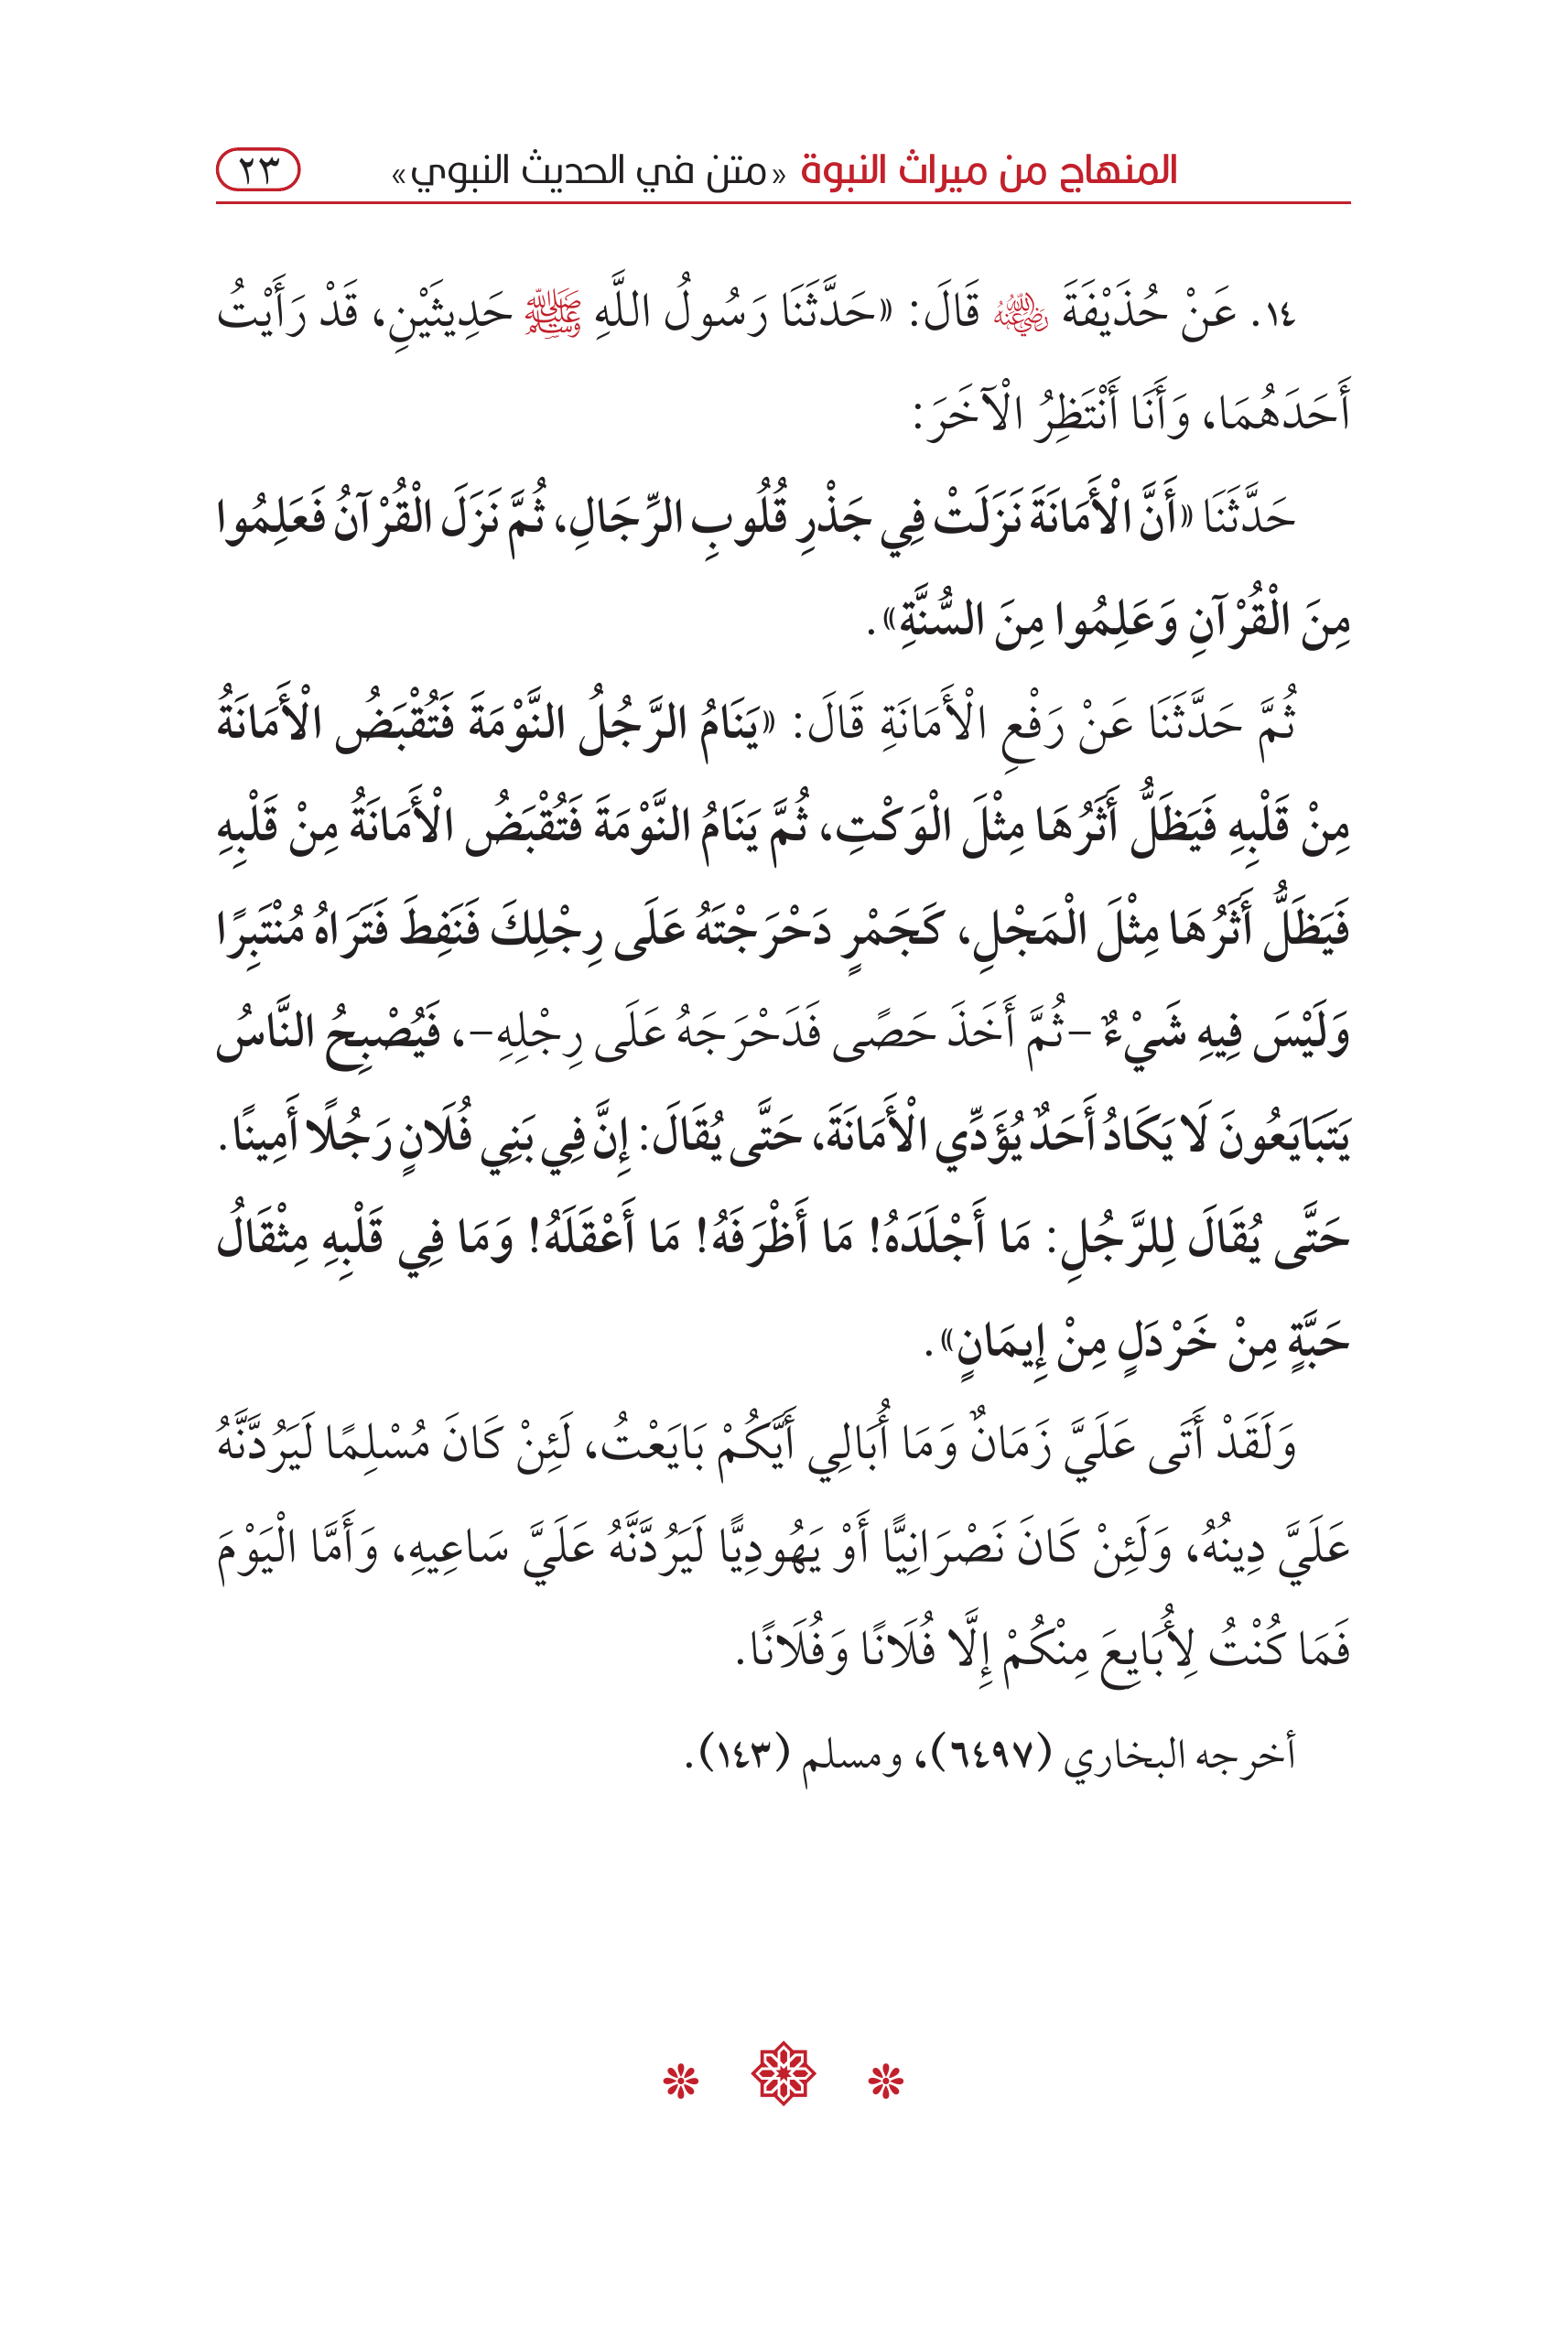 المنهاج من ميراث النبوة «متن في الحديث النبوي» ٢٣
١٤. عَنْ حُذَيْفَةَ ﵁ قَالَ: «حَدَّثَنَا رَسُولُ اللَّهِ ﷺ حَدِيثَيْنِ، قَدْ رَأَيْتُ
أَحَدَهُمَا، وَأَنَا أَنْتَظِرُ الْآخَرَ:
حَدَّثَنَا «أَنَّ الْأَمَانَةَ نَزَلَتْ فِي جَذْرِ قُلُوبِ الرِّجَالِ، ثُمَّ نَزَلَ الْقُرْآنُ فَعَلِمُوا
مِنَ الْقُرْآنِ وَعَلِمُوا مِنَ السُّنَّةِ».
ثُمَّ حَدَّثَنَا عَنْ رَفْعِ الْأَمَانَةِ قَالَ: «يَنَامُ الرَّجُلُ النَّوْمَةَ فَتُقْبَضُ الْأَمَانَةُ
مِنْ قَلْبِهِ فَيَظَلُّ أَثَرُهَا مِثْلَ الْوَكْتِ، ثُمَّ يَنَامُ النَّوْمَةَ فَتُقْبَضُ الْأَمَانَةُ مِنْ قَلْبِهِ
فَيَظَلُّ أَثَرُهَا مِثْلَ الْمَجْلِ، كَجَمْرٍ دَحْرَجْتَهُ عَلَى رِجْلِكَ فَنَفِطَ فَتَرَاهُ مُنْتَبِرًا
وَلَيْسَ فِيهِ شَيْءٌ -ثُمَّ أَخَذَ حَصًى فَدَحْرَجَهُ عَلَى رِجْلِهِ-، فَيُصْبِحُ النَّاسُ
يَتَبَايَعُونَ لَا يَكَادُ أَحَدٌ يُؤَدِّي الْأَمَانَةَ، حَتَّى يُقَالَ: إِنَّ فِي بَنِي فُلَانٍ رَجُلًا أَمِينًا.
حَتَّى يُقَالَ لِلرَّجُلِ: مَا أَجْلَدَهُ! مَا أَظْرَفَهُ! مَا أَعْقَلَهُ! وَمَا فِي قَلْبِهِ مِثْقَالُ
حَبَّةٍ مِنْ خَرْدَلٍ مِنْ إِيمَانٍ».
وَلَقَدْ أَتَى عَلَيَّ زَمَانٌ وَمَا أُبَالِي أَيَّكُمْ بَايَعْتُ، لَئِنْ كَانَ مُسْلِمًا لَيَرُدَّنَّهُ
عَلَيَّ دِينُهُ، وَلَئِنْ كَانَ نَصْرَانِيًّا أَوْ يَهُودِيًّا لَيَرُدَّنَّهُ عَلَيَّ سَاعِيهِ، وَأَمَّا الْيَوْمَ
فَمَا كُنْتُ لِأُبَايِعَ مِنْكُمْ إِلَّا فُلَانًا وَفُلَانًا.
أخرجه البخاري (٦٤٩٧)، ومسلم (١٤٣).